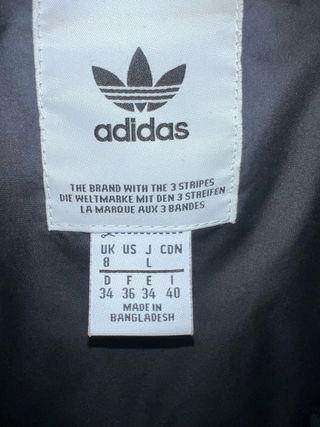 adidas
THE BRAND WITH THE 3 STRIPES
DIE WELTMARKE MIT DEN 3 STREIFEN
LA MARQUE AUX 3 BANDES
UK US J CDN
8 L
D F E I
34 36 34 40
MADE IN
BANGLADESH